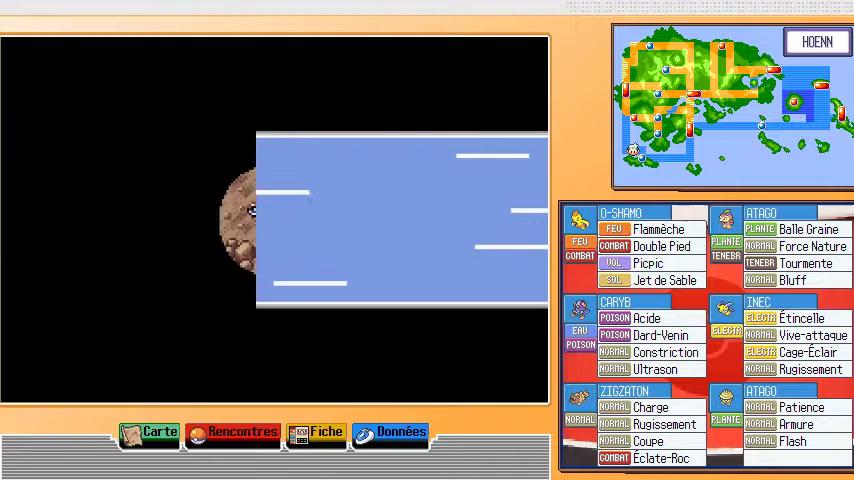 HOENN
O-SHAMO
FEU
COMBAT
FEU Flammèche
COMBAT Double Pied
VOL Picpic
SOL Jet de Sable
ATAGO
PLANTE
TENEBR
PLANTE Balle Graine
NORMAL Force Nature
TENEBR Tourmente
NORMAL Bluff
CARYB
EAU
POISON
POISON Acide
POISON Dard-Venin
NORMAL Constriction
NORMAL Ultrason
INEC
ELECTR
ELECTR Étincelle
NORMAL Vive-attaque
ELECTR Cage-Éclair
NORMAL Rugissement
ZIGZATON
NORMAL
NORMAL Charge
NORMAL Rugissement
NORMAL Coupe
COMBAT Éclate-Roc
ATAGO
PLANTE
NORMAL Patience
NORMAL Armure
NORMAL Flash
Carte
Rencontres
Fiche
Données